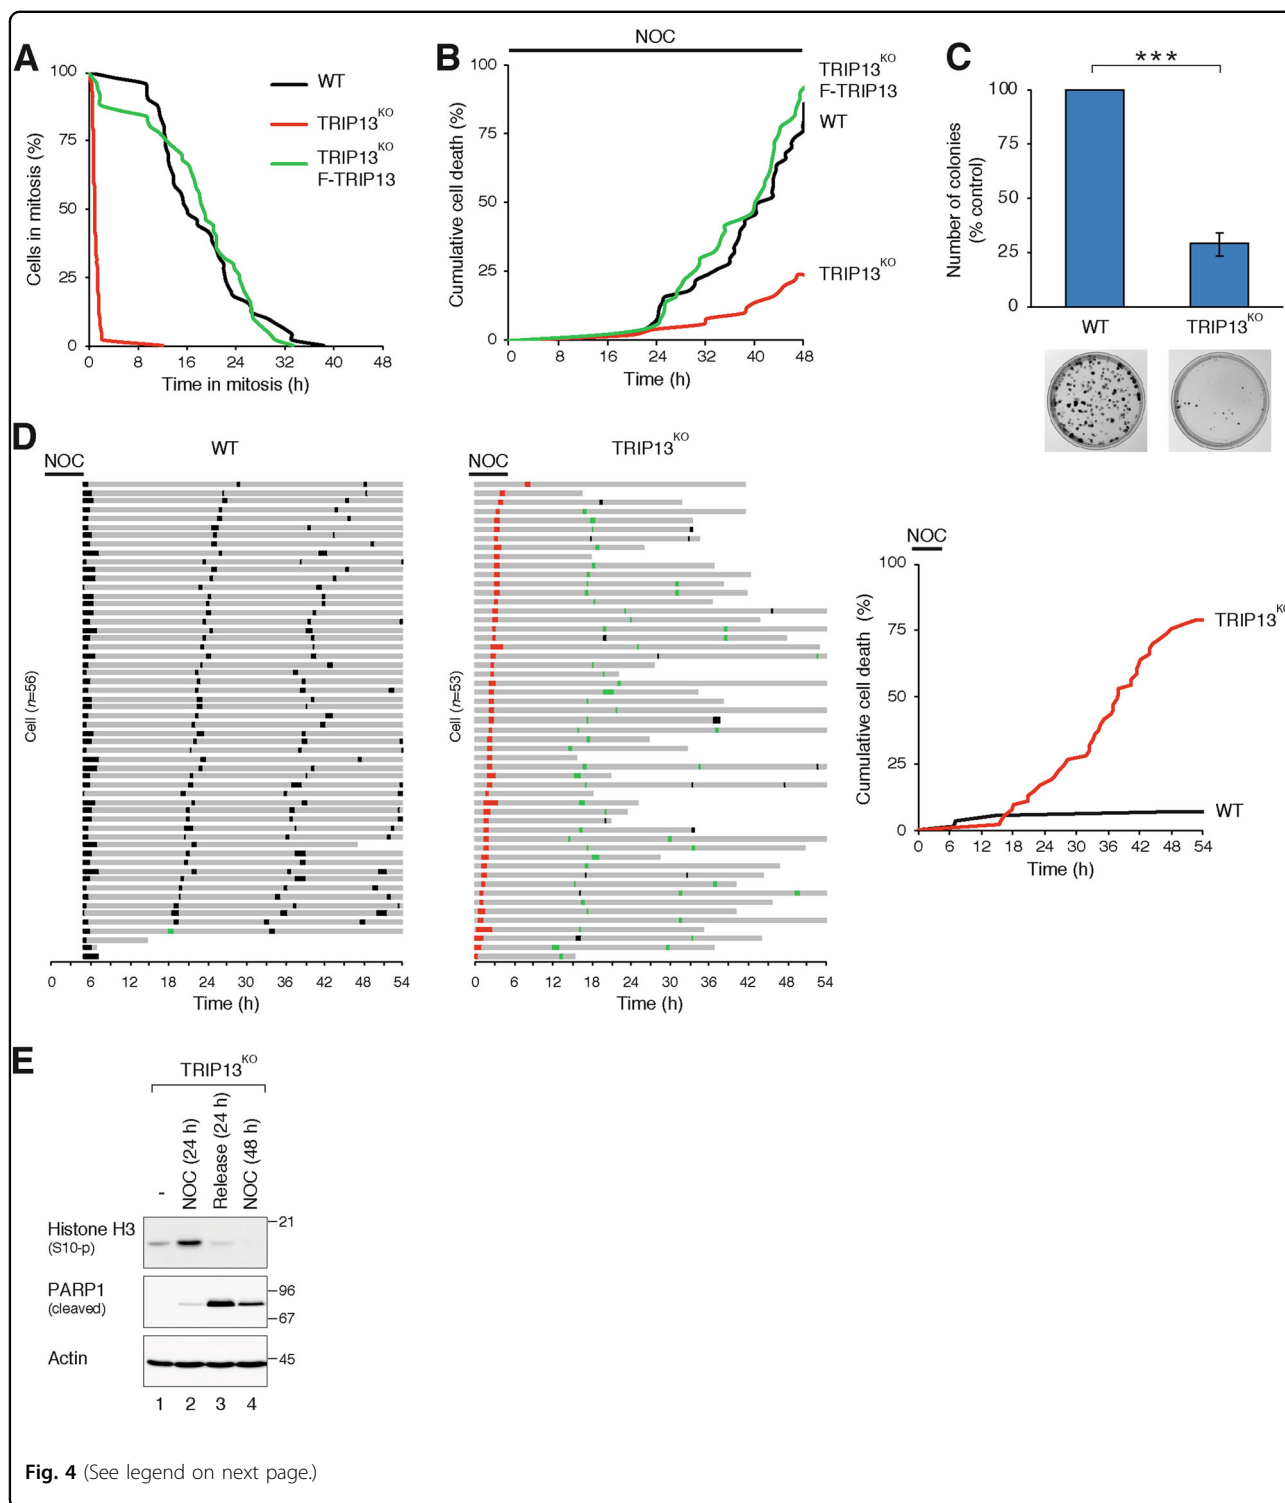 A
100
75
50
25
0
Cells in mitosis (%)
0 8 16 24 32 40 48
Time in mitosis (h)
WT
TRIP13KO
TRIP13KO
F-TRIP13
B
NOC
100
75
50
25
0
Cumulative cell death (%)
0 8 16 24 32 40 48
Time (h)
TRIP13KO
F-TRIP13
WT
TRIP13KO
C
***
100
75
50
25
0
Number of colonies
(% control)
WT TRIP13KO
D
WT
NOC
Cell (n=56)
0 6 12 18 24 30 36 42 48 54
Time (h)
TRIP13KO
NOC
Cell (n=53)
0 6 12 18 24 30 36 42 48 54
Time (h)
NOC
100
75
50
25
0
Cumulative cell death (%)
0 6 12 18 24 30 36 42 48 54
Time (h)
TRIP13KO
WT
E
TRIP13KO
-
NOC (24 h)
Release (24 h)
NOC (48 h)
Histone H3
(S10-p)
21
PARP1
(cleaved)
96
67
Actin
45
1 2 3 4
Fig. 4 (See legend on next page.)